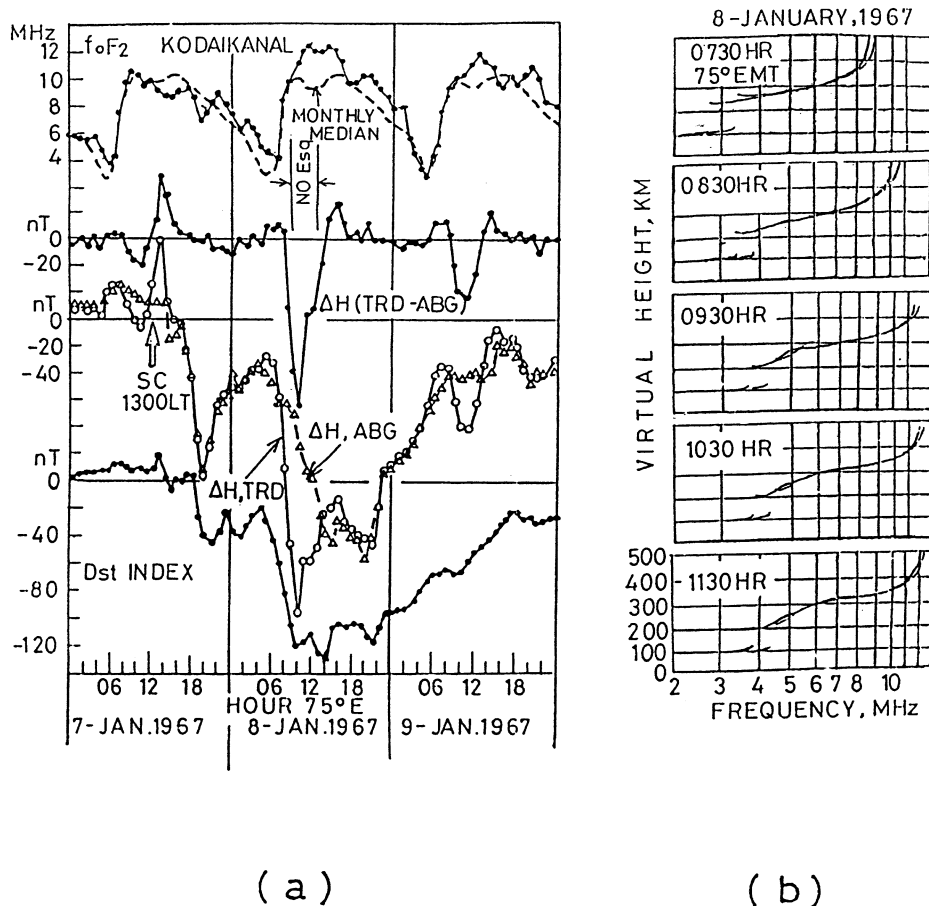 MHz foF2 KODAIKANAL
12
10
8
6
4
MONTHLY
MEDIAN
NO Esq
nT
0
-20
nT
0
-20
-40
ΔH(TRD-ABG)
SC
1300LT
ΔH, ABG
ΔH,TRD
nT
0
-40
-80
-120
Dst INDEX
06 12 18 06 12 18 06 12 18
HOUR 75°E
7-JAN.1967 8-JAN.1967 9-JAN.1967
(a)
8-JANUARY,1967
0730HR
75°EMT
0830HR
0930HR
1030 HR
1130HR
VIRTUAL HEIGHT, KM
500
400
300
200
100
0
2 3 4 5 6 7 8 10
FREQUENCY, MHz
(b)